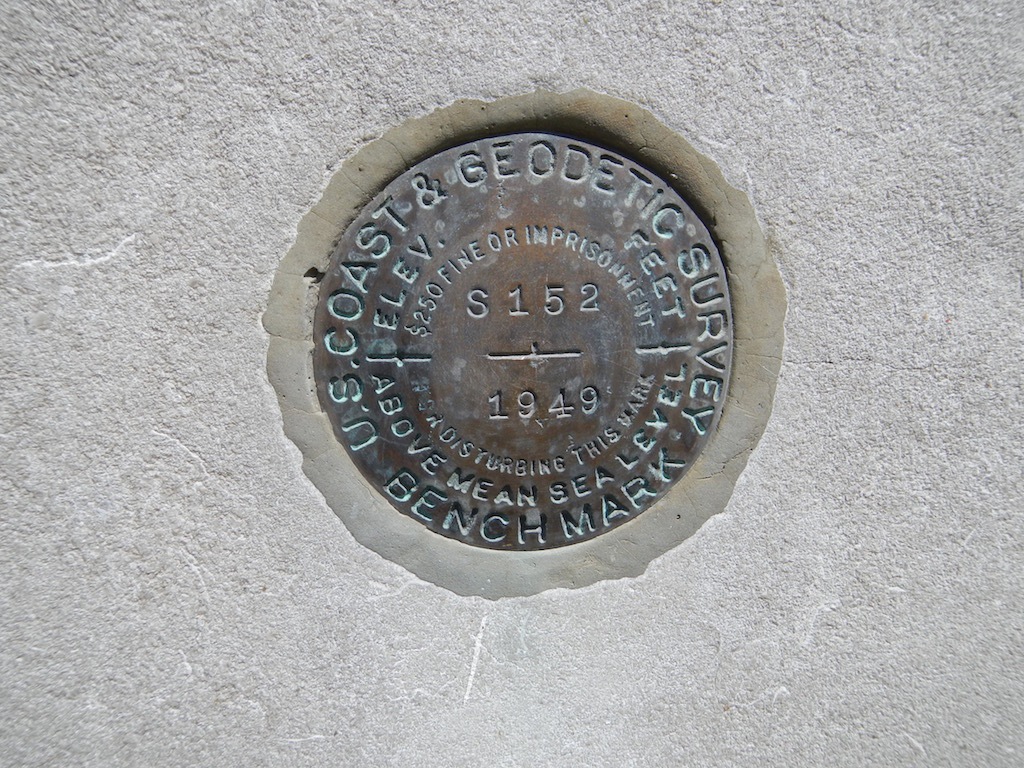 U.S. COAST & GEODETIC SURVEY
ELEV. FEET
$250 FINE OR IMPRISONMENT
S 152
1949
FOR DISTURBING THIS MARK
ABOVE MEAN SEA LEVEL
BENCH MARK